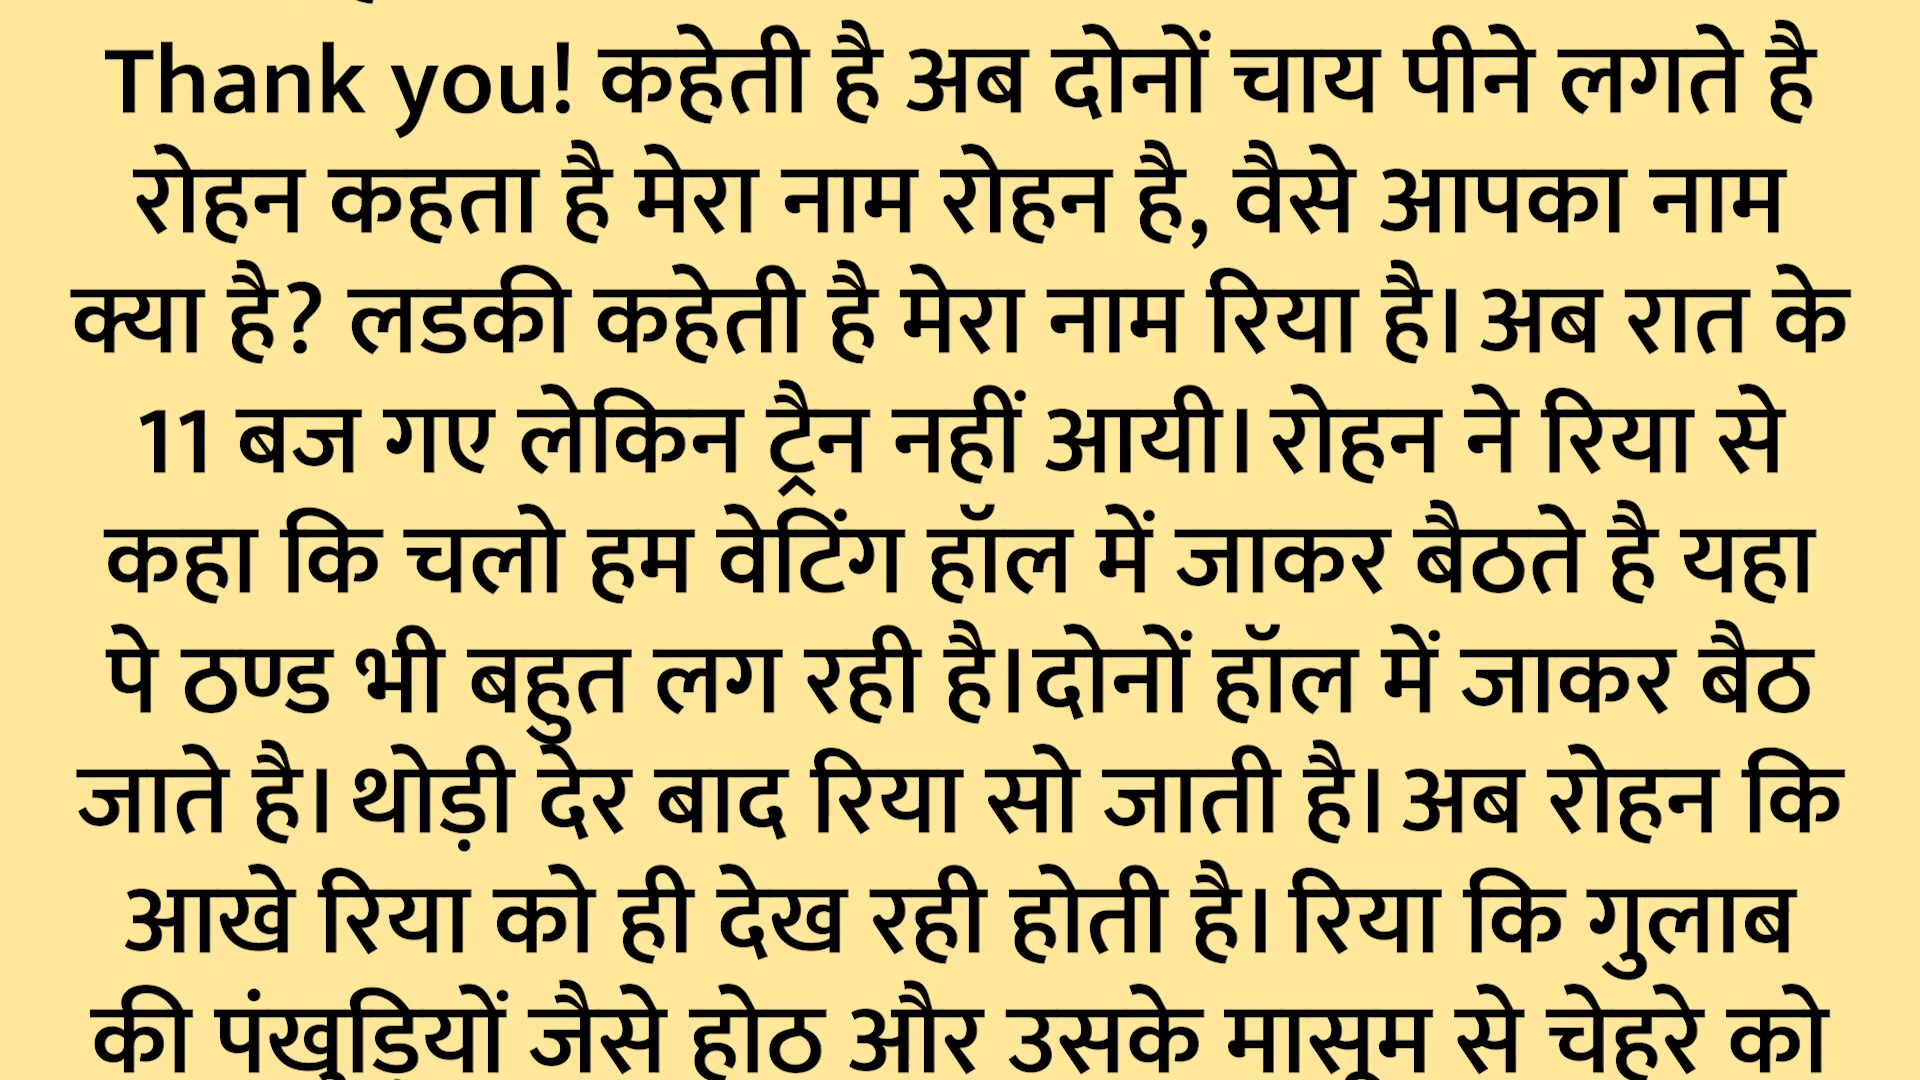 Thank you! कहेती है अब दोनों चाय पीने लगते है
रोहन कहता है मेरा नाम रोहन है, वैसे आपका नाम
क्या है? लडकी कहेती है मेरा नाम रिया है। अब रात के
11 बज गए लेकिन ट्रैन नहीं आयी। रोहन ने रिया से
कहा कि चलो हम वेटिंग हॉल में जाकर बैठते है यहा
पे ठण्ड भी बहुत लग रही है।दोनों हॉल में जाकर बैठ
जाते है। थोड़ी देर बाद रिया सो जाती है। अब रोहन कि
आखे रिया को ही देख रही होती है। रिया कि गुलाब
की पंखुड़ियों जैसे होठ और उसके मासूम से चेहरे को